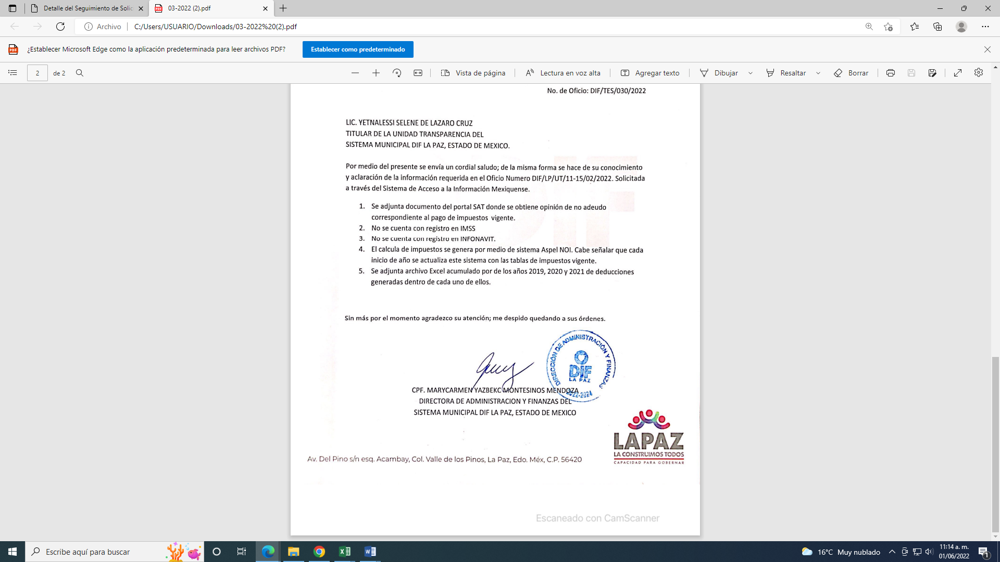 Detalle del Seguimiento de Solic
03-2022 (2).pdf
Archivo
C:/Users/USUARIO/Downloads/03-2022%20(2).pdf
¿Establecer Microsoft Edge como la aplicación predeterminada para leer archivos PDF?
Establecer como predeterminado
2 de 2
Vista de página
Lectura en voz alta
Agregar texto
Dibujar
Resaltar
Borrar
No. de Oficio: DIF/TES/030/2022
LIC. YETNALESSI SELENE DE LAZARO CRUZ
TITULAR DE LA UNIDAD TRANSPARENCIA DEL
SISTEMA MUNICIPAL DIF LA PAZ, ESTADO DE MEXICO.
Por medio del presente se envía un cordial saludo; de la misma forma se hace de su conocimiento
y aclaración de la información requerida en el Oficio Numero DIF/LP/UT/11-15/02/2022. Solicitada
a través del Sistema de Acceso a la Información Mexiquense.
1. Se adjunta documento del portal SAT donde se obtiene opinión de no adeudo
correspondiente al pago de impuestos vigente.
2. No se cuenta con registro en IMSS
3. No se cuenta con registro en INFONAVIT.
4. El calcula de impuestos se genera por medio de sistema Aspel NOI. Cabe señalar que cada
inicio de año se actualiza este sistema con las tablas de impuestos vigente.
5. Se adjunta archivo Excel acumulado por de los años 2019, 2020 y 2021 de deducciones
generadas dentro de cada uno de ellos.
Sin más por el momento agradezco su atención; me despido quedando a sus órdenes.
DIRECCIÓN DE ADMINISTRACIÓN Y FINANZAS
DIF
LA PAZ
2022-2024
CPF. MARYCARMEN YAZBEKC MONTESINOS MENDOZA
DIRECTORA DE ADMINISTRACION Y FINANZAS DEL
SISTEMA MUNICIPAL DIF LA PAZ, ESTADO DE MEXICO
LAPAZ
LA CONSTRUIMOS TODOS
CAPACIDAD PARA GOBERNAR
Av. Del Pino s/n esq. Acambay, Col. Valle de los Pinos, La Paz, Edo. Méx, C.P. 56420
Escaneado con CamScanner
Escribe aquí para buscar
16°C Muy nublado
11:14 a. m.
01/06/2022
1